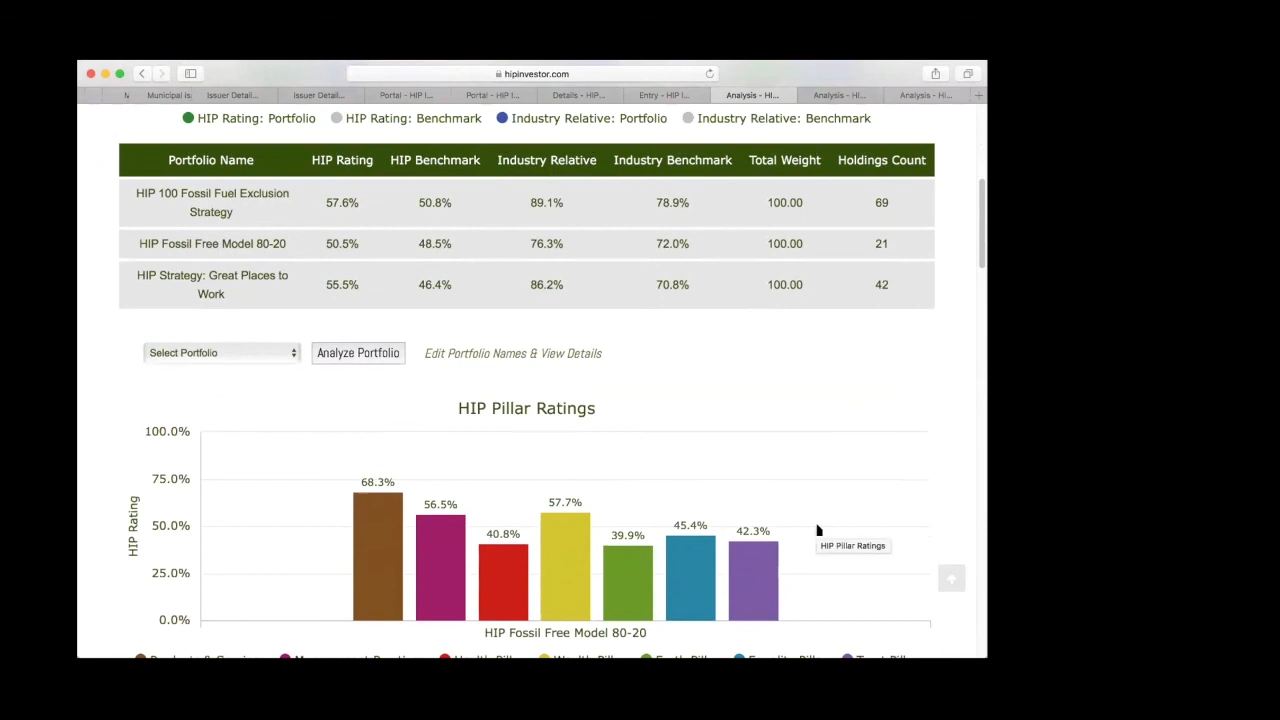 hipinvestor.com
Municipal Is
Issuer Detail...
Issuer Detail...
Portal - HIP I...
Portal - HIP I...
Details - HIP...
Entry - HIP I...
Analysis - HI...
Analysis - HI...
Analysis - HI...
HIP Rating: Portfolio HIP Rating: Benchmark Industry Relative: Portfolio Industry Relative: Benchmark
Portfolio Name HIP Rating HIP Benchmark Industry Relative Industry Benchmark Total Weight Holdings Count
HIP 100 Fossil Fuel Exclusion
Strategy
57.6% 50.8% 89.1% 78.9% 100.00 69
HIP Fossil Free Model 80-20 50.5% 48.5% 76.3% 72.0% 100.00 21
HIP Strategy: Great Places to
Work
55.5% 46.4% 86.2% 70.8% 100.00 42
Select Portfolio
Analyze Portfolio
Edit Portfolio Names & View Details
HIP Pillar Ratings
HIP Rating
100.0%
75.0%
50.0%
25.0%
0.0%
68.3%
56.5%
40.8%
57.7%
39.9%
45.4%
42.3%
HIP Pillar Ratings
HIP Fossil Free Model 80-20